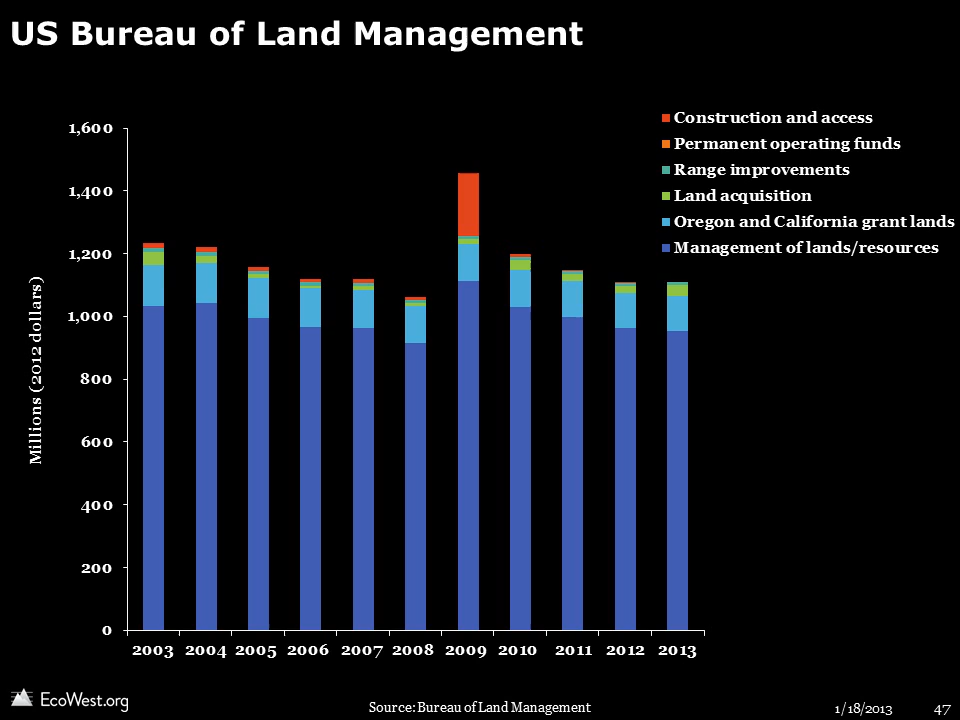 US Bureau of Land Management
Construction and access
Permanent operating funds
Range improvements
Land acquisition
Oregon and California grant lands
Management of lands/resources
Millions (2012 dollars)
1,600
1,400
1,200
1,000
800
600
400
200
0
2003 2004 2005 2006 2007 2008 2009 2010 2011 2012 2013
EcoWest.org
Source: Bureau of Land Management
1/18/2013
47